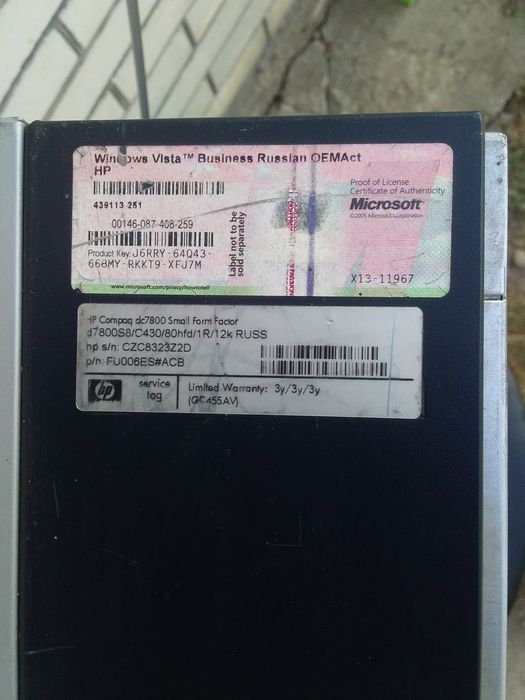 Windows Vista™ Business Russian OEMAct
HP
439113-251
00146-087-408-259
Product Key: J6RRY-64Q43-
668MY-RKKT9-XFJ7M
Label not to be
sold separately
www.microsoft.com/piracy/howtotell
Proof of License
Certificate of Authenticity
Microsoft®
©2005 Microsoft Corporation
X13-11967
HP Compaq dc7800 Small Form Factor
d7800S8/C430/80hfd/1R/12k RUSS
hp s/n: CZC8323Z2D
p/n: FU006ES#ACB
hp
service
tag
Limited Warranty: 3y/3y/3y
(GC455AV)